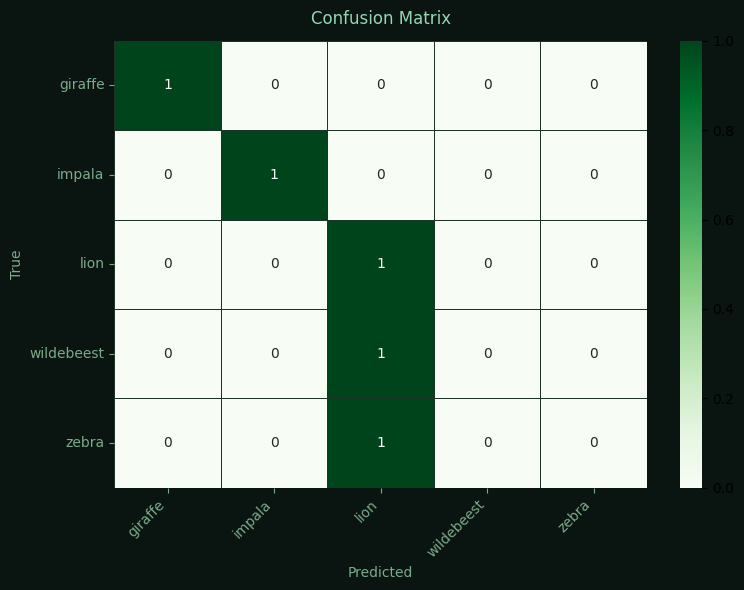 Confusion Matrix
giraffe 1 0 0 0 0
impala 0 1 0 0 0
lion 0 0 1 0 0
wildebeest 0 0 1 0 0
zebra 0 0 1 0 0
giraffe impala lion wildebeest zebra
Predicted
True
1.0
0.8
0.6
0.4
0.2
0.0